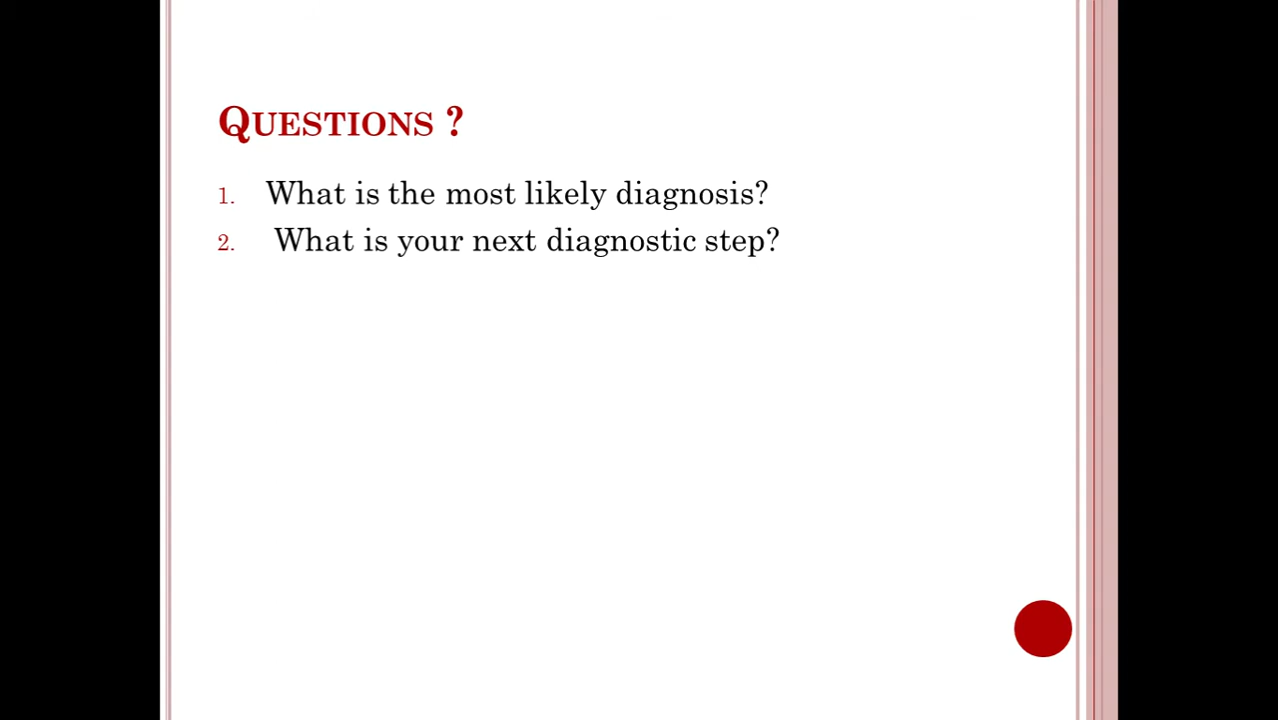 QUESTIONS ?
1. What is the most likely diagnosis?
2. What is your next diagnostic step?